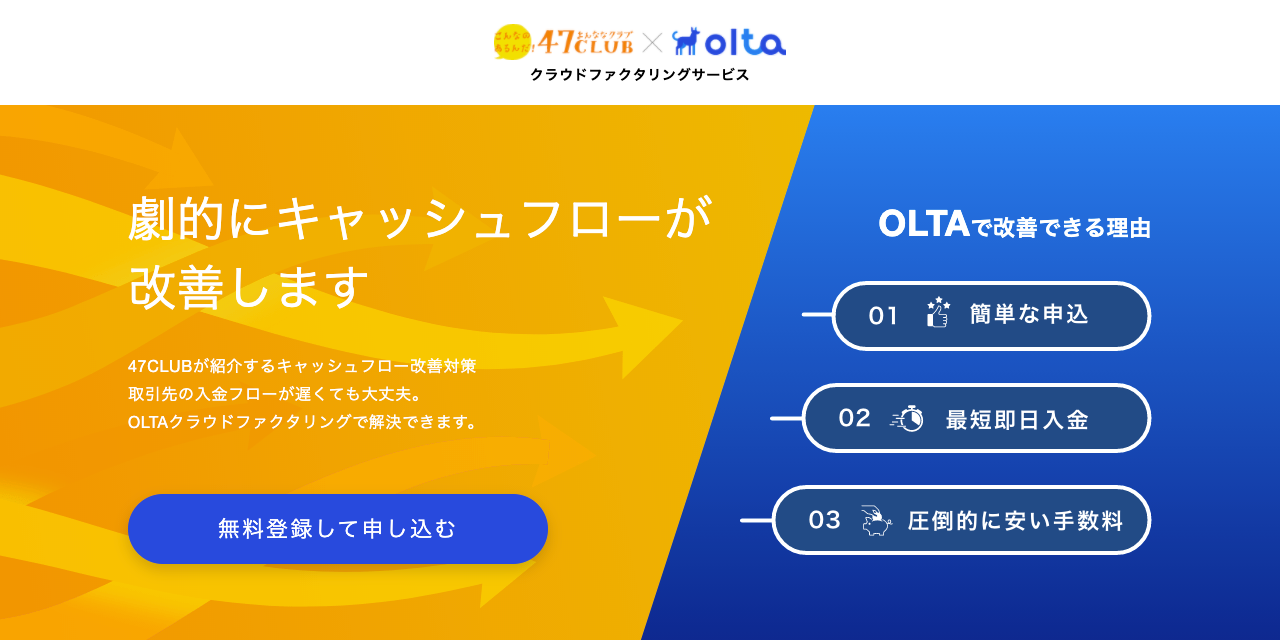 こんなのあるんだ!
47CLUB
よんななクラブ
olta
クラウドファクタリングサービス
劇的にキャッシュフローが
改善します
47CLUBが紹介するキャッシュフロー改善対策
取引先の入金フローが遅くても大丈夫。
OLTAクラウドファクタリングで解決できます。
無料登録して申し込む
OLTAで改善できる理由
01 簡単な申込
02 最短即日入金
03 圧倒的に安い手数料